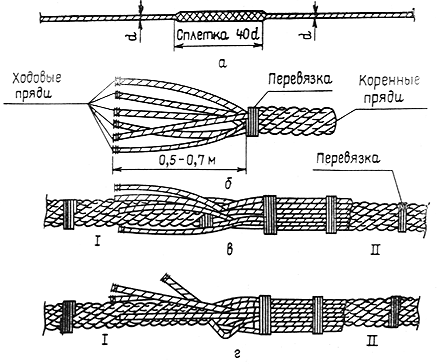 d
Сплетка 40d
d
а
Ходовые
пряди
Перевязка
Коренные
пряди
0,5-0,7 м
б
Перевязка
I
в
II
I
г
II